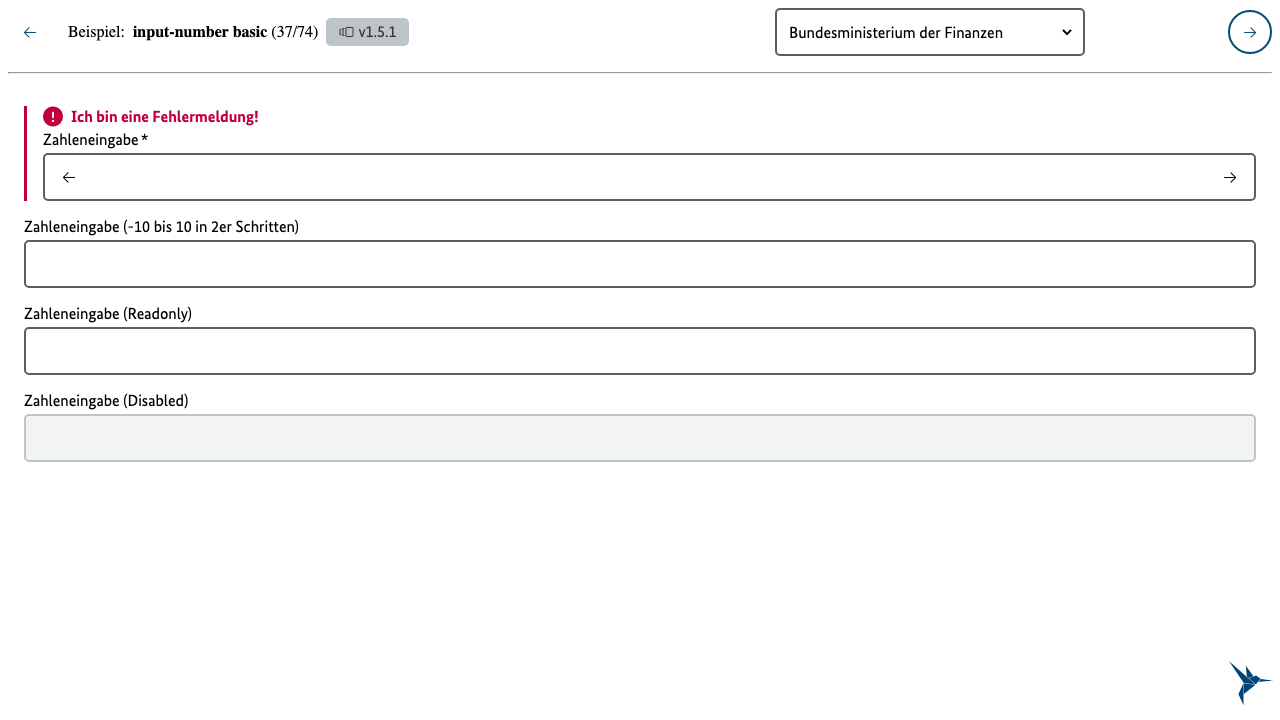 Beispiel: input-number basic (37/74) v1.5.1 Bundesministerium der Finanzen
Ich bin eine Fehlermeldung!
Zahleneingabe *
Zahleneingabe (-10 bis 10 in 2er Schritten)
Zahleneingabe (Readonly)
Zahleneingabe (Disabled)